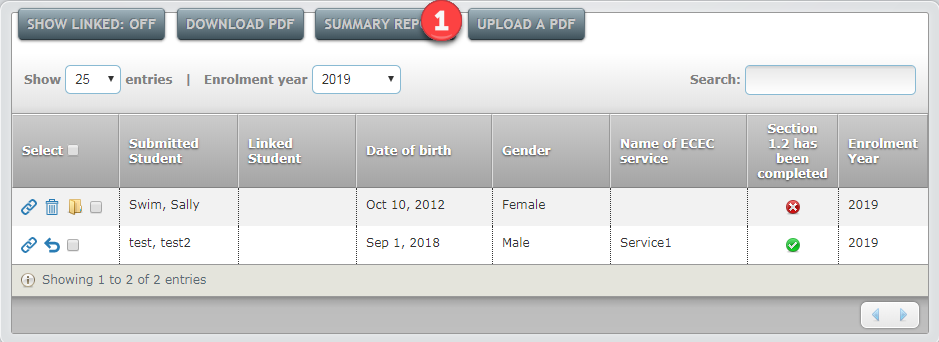 SHOW LINKED: OFF DOWNLOAD PDF SUMMARY REPO 1 UPLOAD A PDF
Show 25 entries | Enrolment year 2019 Search:
Select Submitted Student Linked Student Date of birth Gender Name of ECEC service Section 1.2 has been completed Enrolment Year
Swim, Sally Oct 10, 2012 Female 2019
test, test2 Sep 1, 2018 Male Service1 2019
Showing 1 to 2 of 2 entries